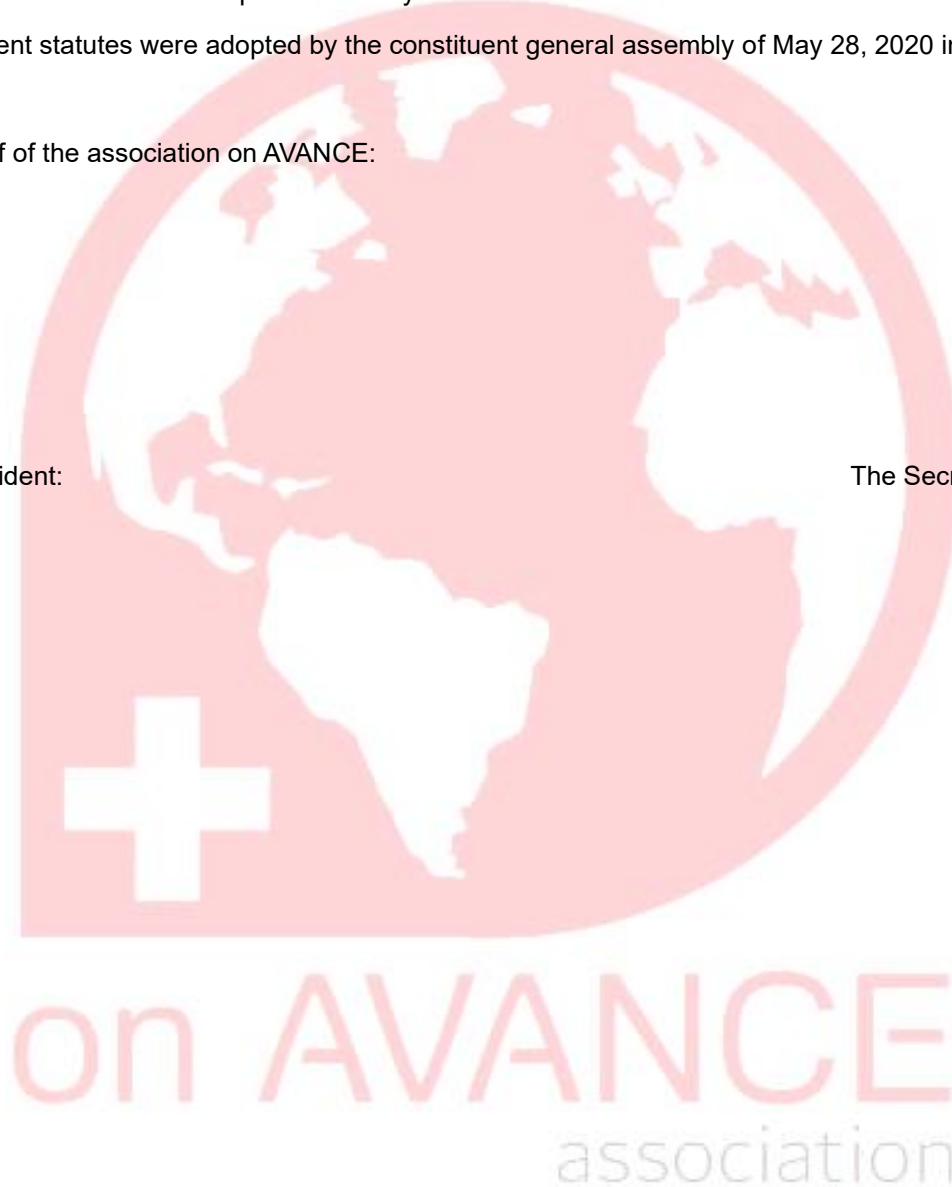 ent statutes were adopted by the constituent general assembly of May 28, 2020 in
f of the association on AVANCE:
ident:
The Secr
on AVANCE
association